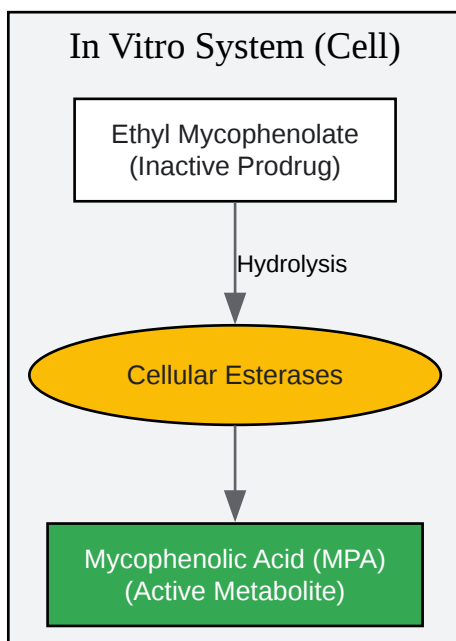 In Vitro System (Cell)
Ethyl Mycophenolate
(Inactive Prodrug)
Hydrolysis
Cellular Esterases
Mycophenolic Acid (MPA)
(Active Metabolite)